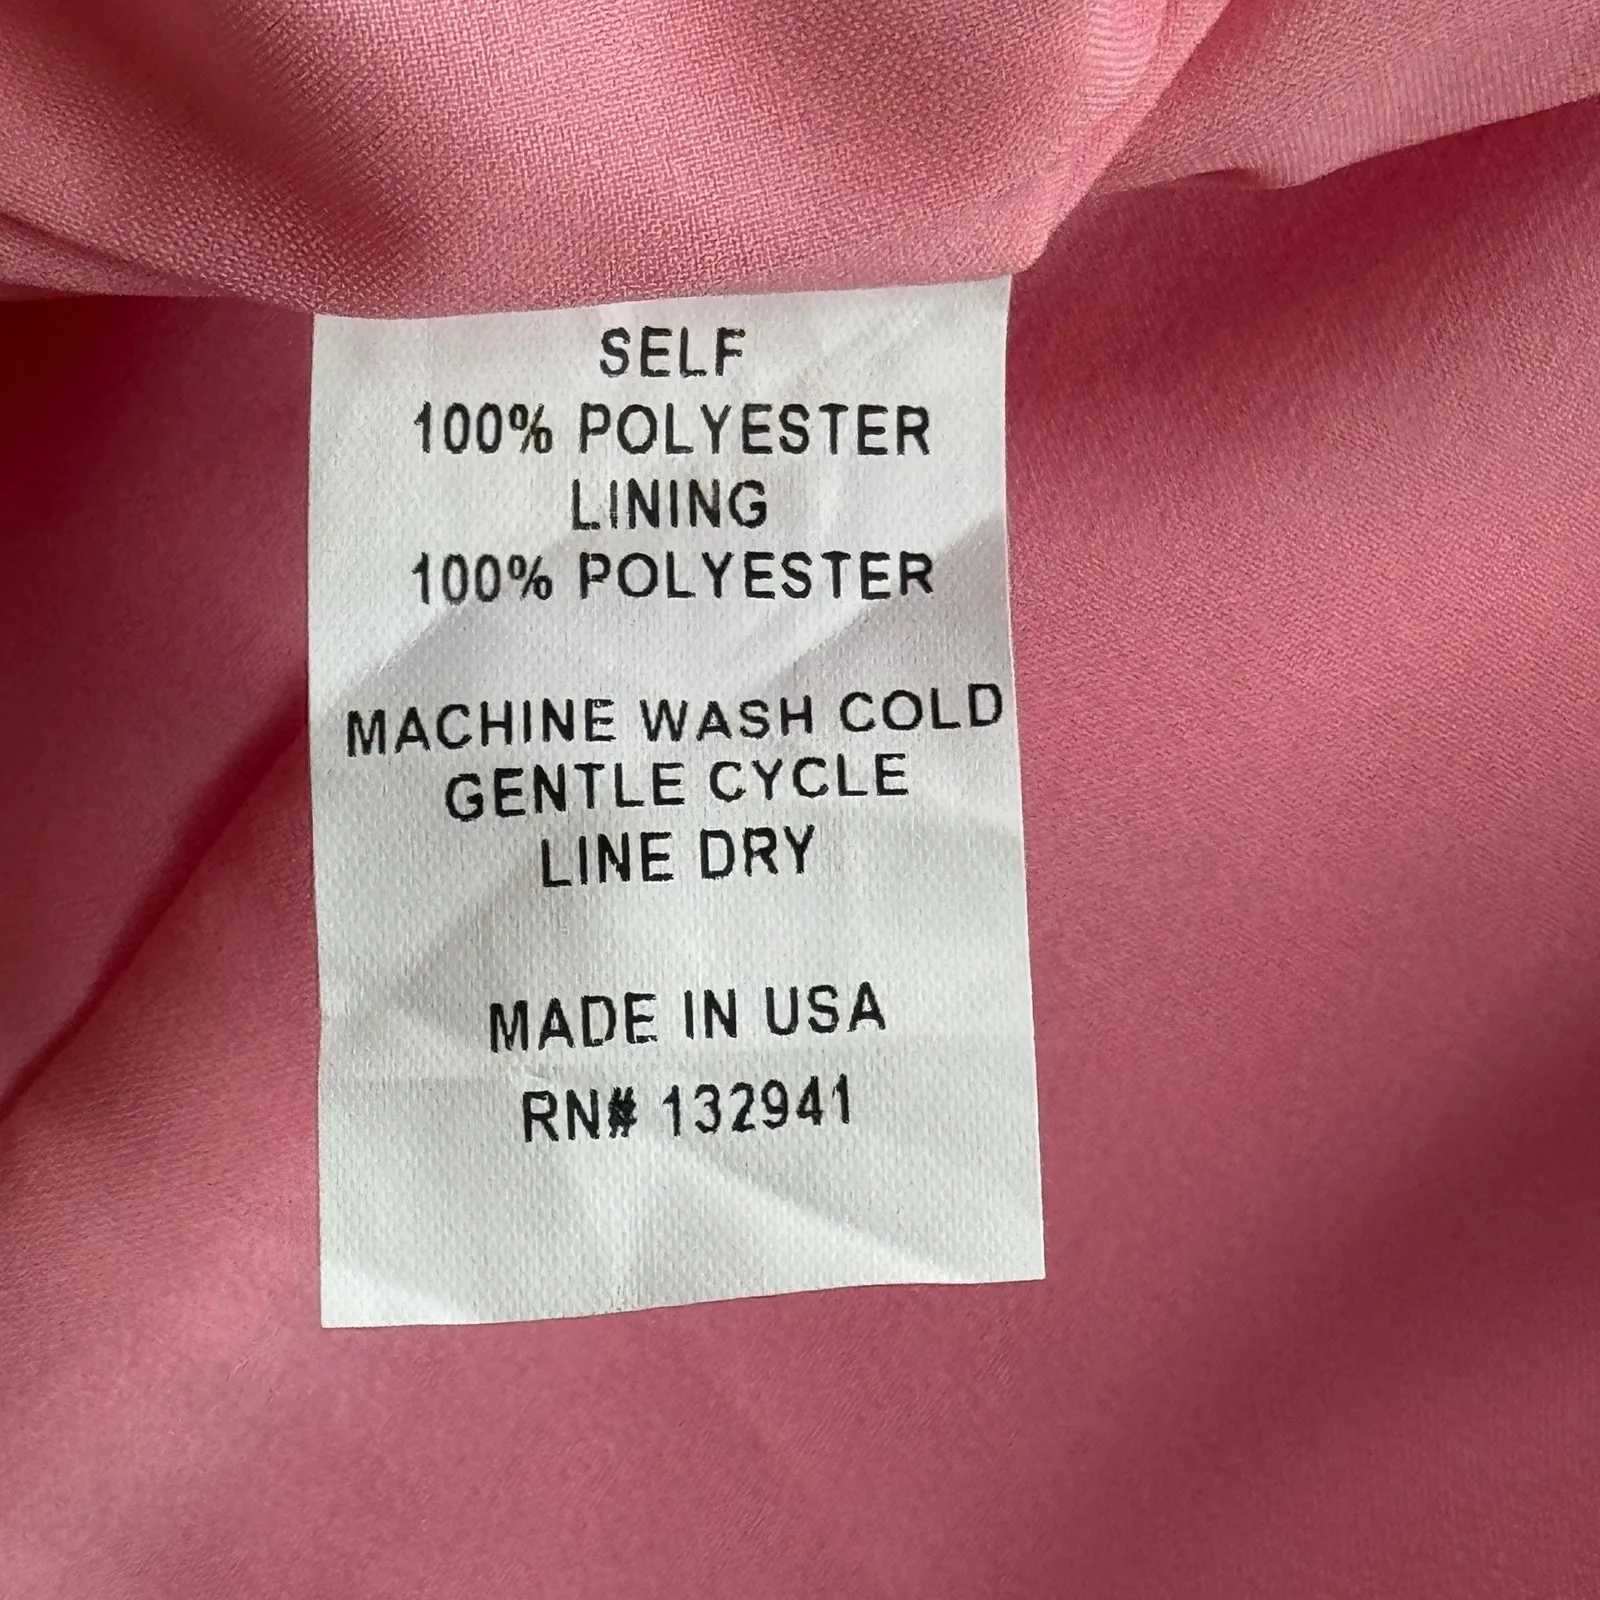 SELF
100% POLYESTER
LINING
100% POLYESTER
MACHINE WASH COLD
GENTLE CYCLE
LINE DRY
MADE IN USA
RN# 132941